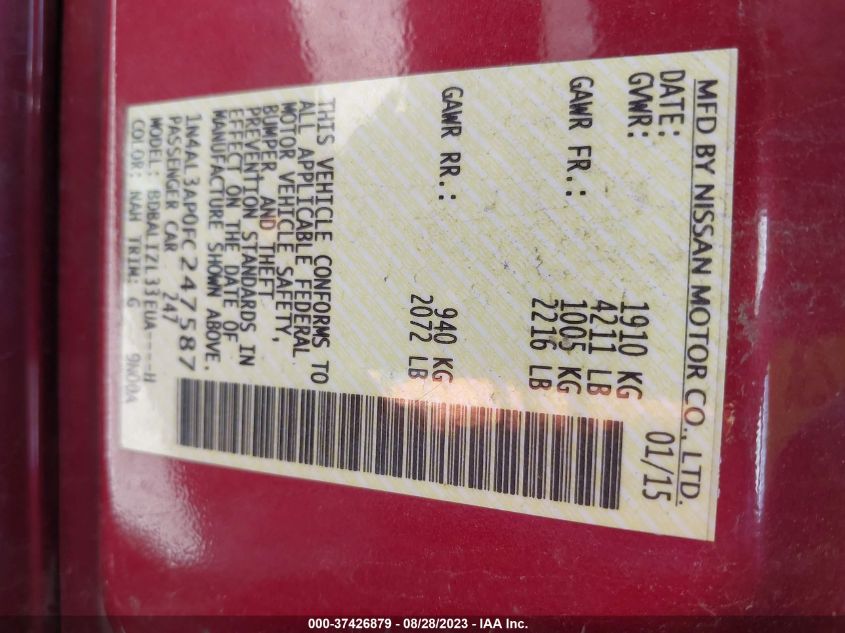 MFD BY NISSAN MOTOR CO., LTD.
DATE: 01/15
GVWR: 1910 KG
4211 LB
GAWR FR.: 1005 KG
2216 LB
GAWR RR.: 940 KG
2072 LB
THIS VEHICLE CONFORMS TO
ALL APPLICABLE FEDERAL
MOTOR VEHICLE SAFETY,
BUMPER AND THEFT
PREVENTION STANDARDS IN
EFFECT ON THE DATE OF
MANUFACTURE SHOWN ABOVE.
1N4AL3AP0FC247587
PASSENGER CAR 247
MODEL: BDBALTZL33EUA----H
COLOR: NAH TRIM: G 9N00A
000-37426879 - 08/28/2023 - IAA Inc.